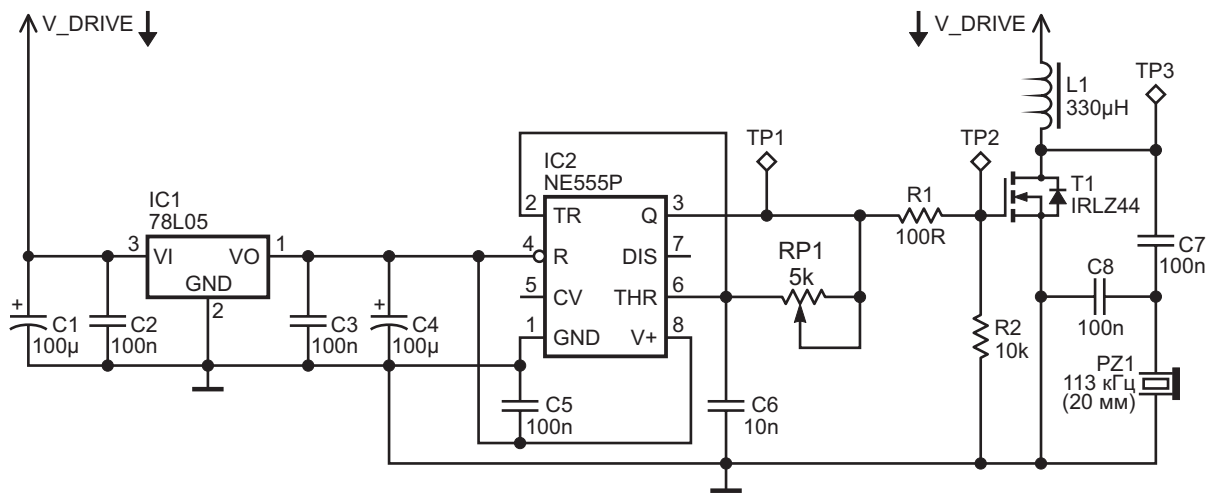 V_DRIVE
V_DRIVE
L1
330µH
TP3
TP1
TP2
IC2
NE555P
IC1
78L05
T1
IRLZ44
R1
100R
2
TR
Q
3
3
VI
VO
1
4
R
DIS
7
RP1
5k
C7
100n
GND
2
5
CV
THR
6
C8
100n
+
C1
100µ
C2
100n
C3
100n
+
C4
100µ
1
GND
V+
8
R2
10k
PZ1
113 кГц
(20 мм)
C5
100n
C6
10n